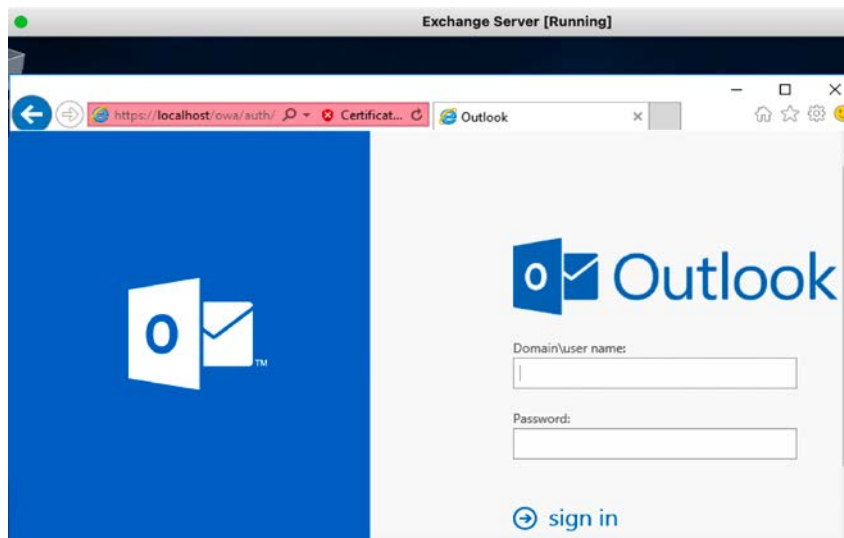 Exchange Server [Running]
https://localhost/owa/auth/ Certificat... Outlook
O
TM
O Outlook
Domain\user name:
Password:
sign in